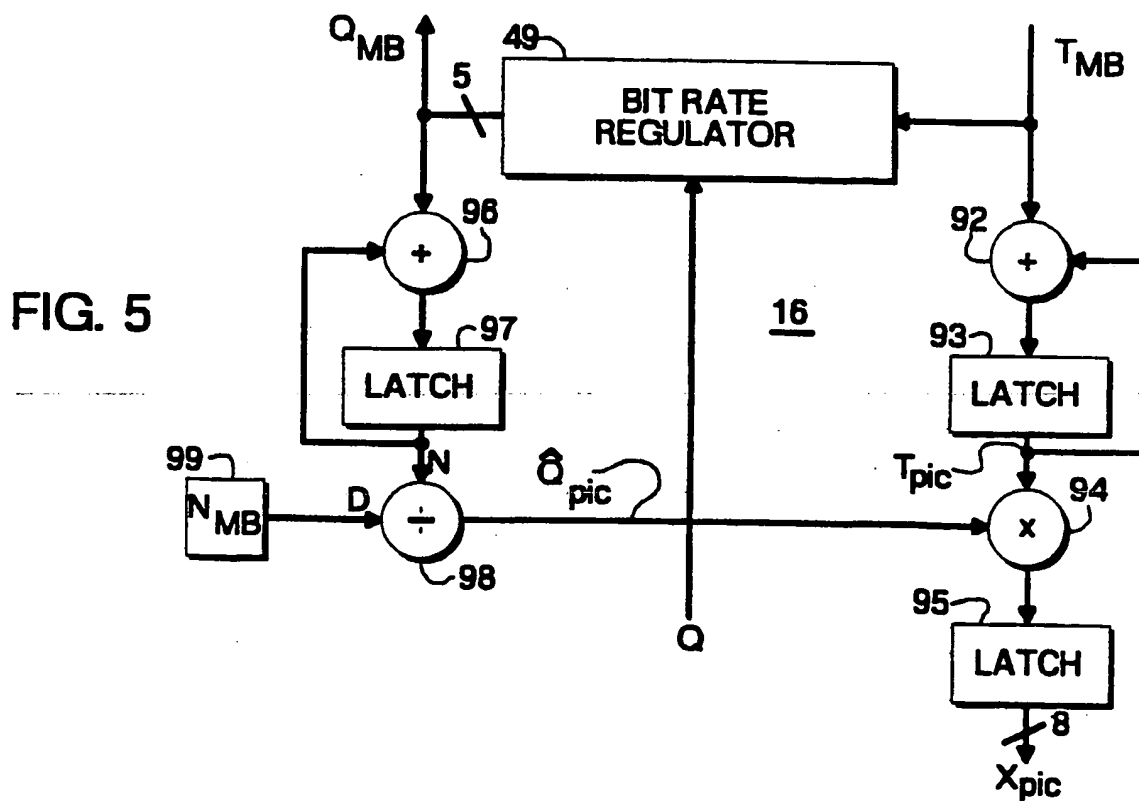 Q_MB
49
T_MB
5
BIT RATE
REGULATOR
96
92
+
+
FIG. 5
16
97
93
LATCH
LATCH
99
N
Q̂_pic
T_pic
94
N_MB
D
÷
x
98
95
Q
LATCH
8
X_pic